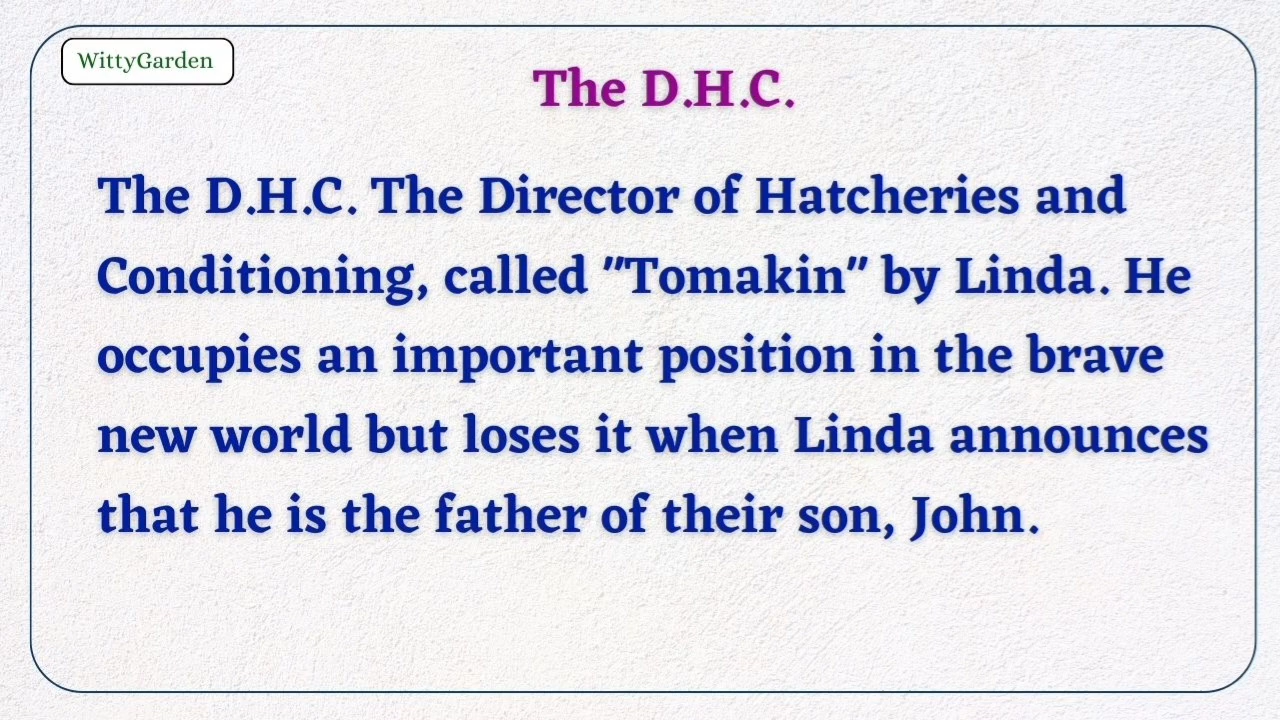 WittyGarden
The D.H.C.
The D.H.C. The Director of Hatcheries and
Conditioning, called "Tomakin" by Linda. He
occupies an important position in the brave
new world but loses it when Linda announces
that he is the father of their son, John.